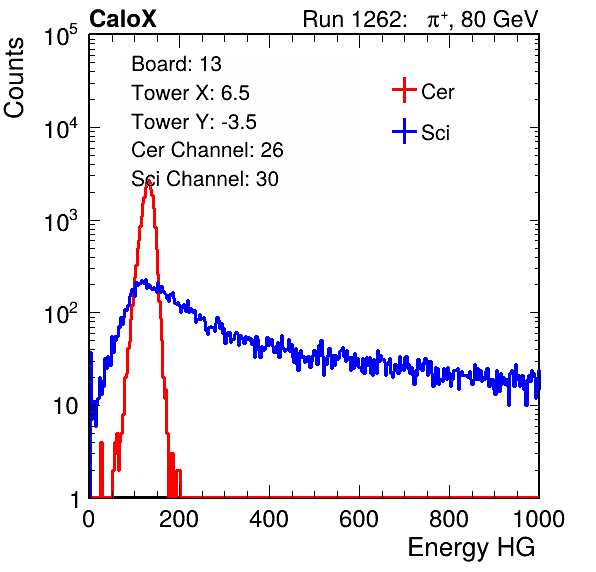 CaloX Run 1262: π⁺, 80 GeV
Counts
10⁵
10⁴
10³
10²
10
1
Board: 13
Tower X: 6.5
Tower Y: -3.5
Cer Channel: 26
Sci Channel: 30
Cer
Sci
0 200 400 600 800 1000
Energy HG